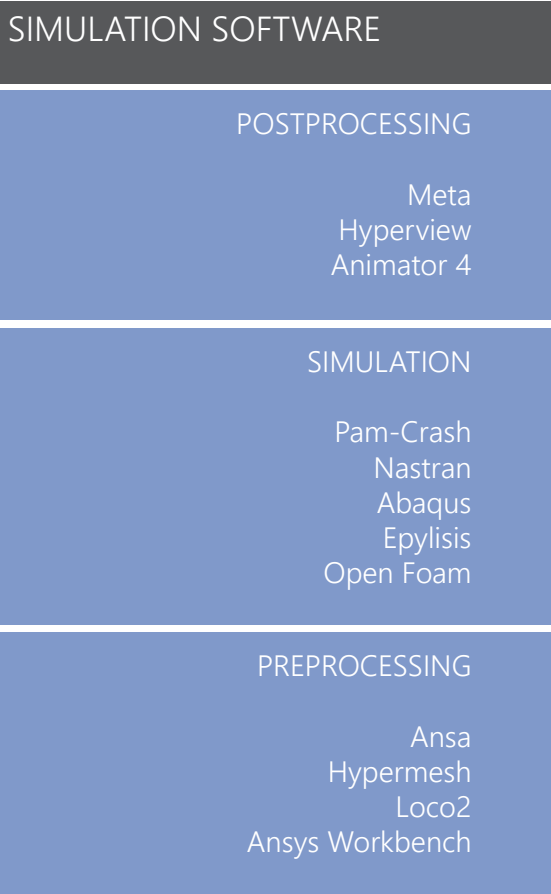 SIMULATION SOFTWARE
POSTPROCESSING
Meta
Hyperview
Animator 4
SIMULATION
Pam-Crash
Nastran
Abaqus
Epylisis
Open Foam
PREPROCESSING
Ansa
Hypermesh
Loco2
Ansys Workbench